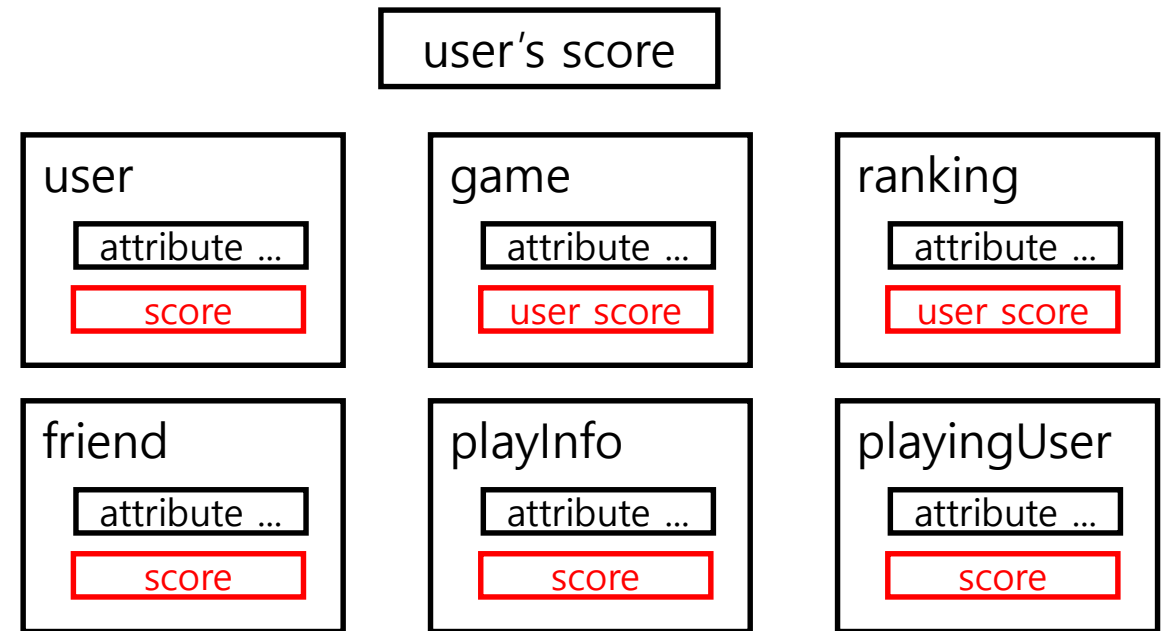 user's score
user
attribute ...
score
game
attribute ...
user score
ranking
attribute ...
user score
friend
attribute ...
score
playInfo
attribute ...
score
playingUser
attribute ...
score